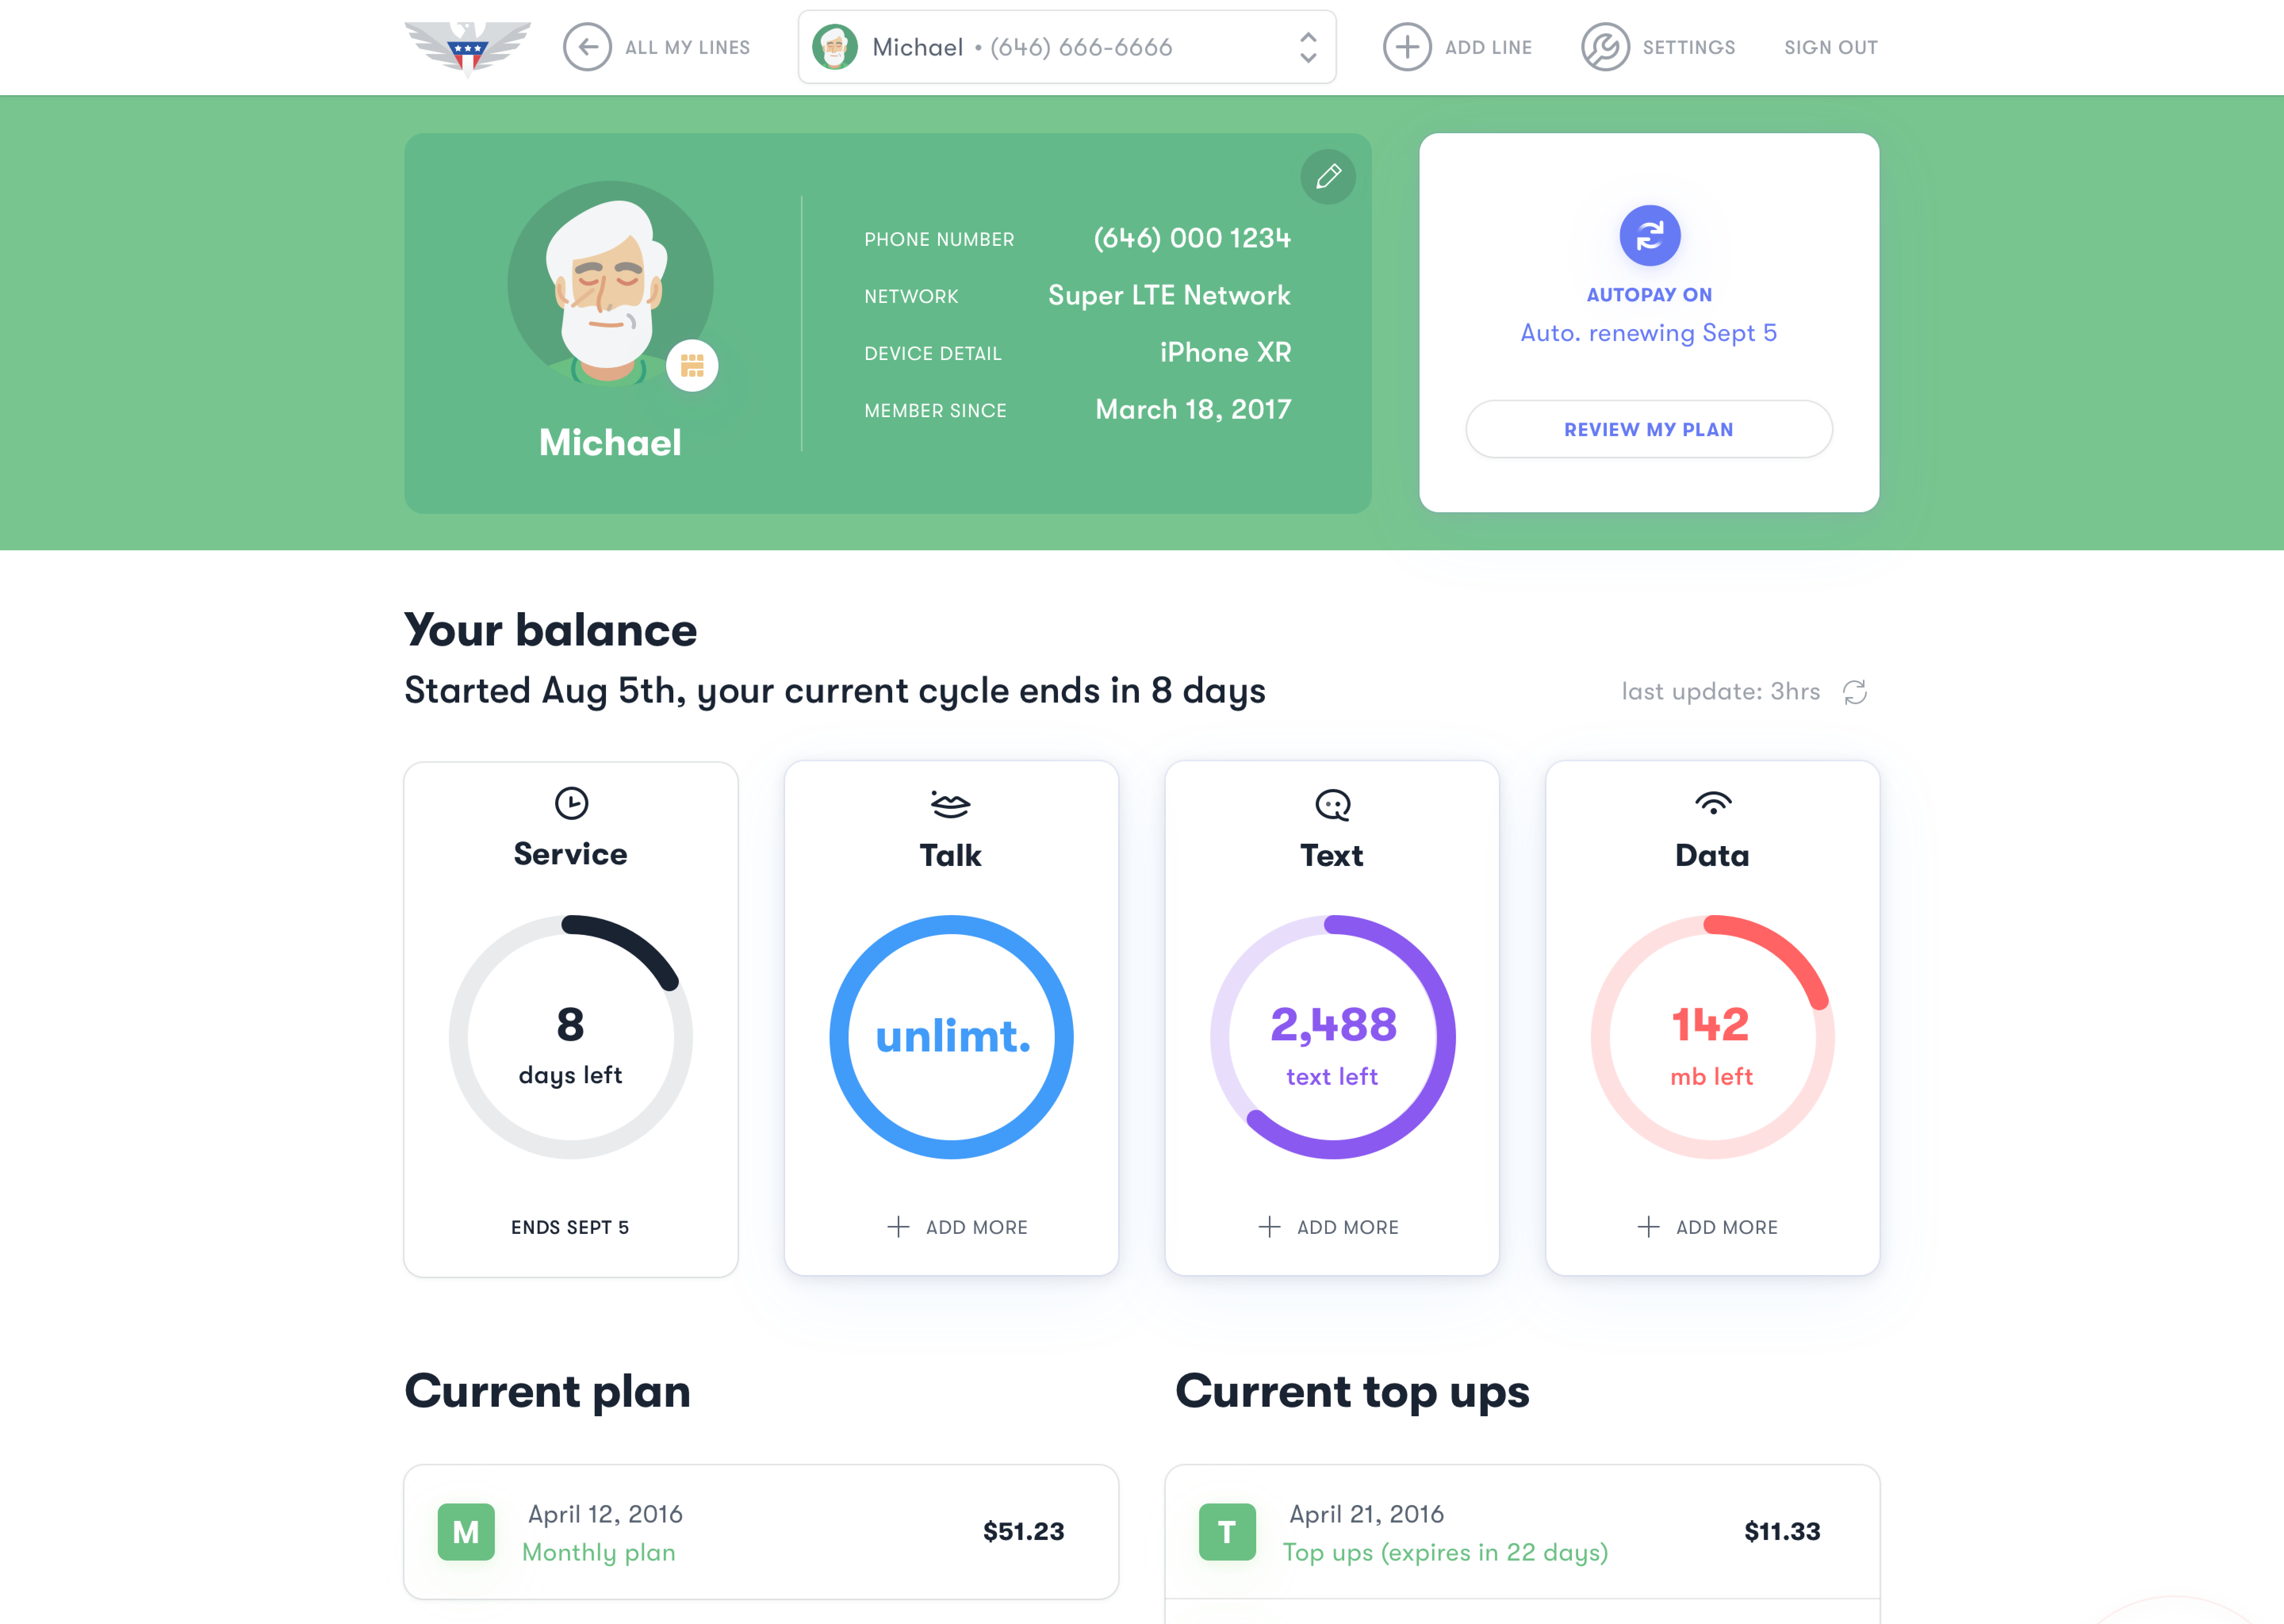 ALL MY LINES
Michael • (646) 666-6666
ADD LINE
SETTINGS
SIGN OUT
Michael
PHONE NUMBER (646) 000 1234
NETWORK Super LTE Network
DEVICE DETAIL iPhone XR
MEMBER SINCE March 18, 2017
AUTOPAY ON
Auto. renewing Sept 5
REVIEW MY PLAN
Your balance
Started Aug 5th, your current cycle ends in 8 days
last update: 3hrs
Service
8
days left
ENDS SEPT 5
Talk
unlimt.
ADD MORE
Text
2,488
text left
ADD MORE
Data
142
mb left
ADD MORE
Current plan
M
April 12, 2016
Monthly plan
$51.23
Current top ups
T
April 21, 2016
Top ups (expires in 22 days)
$11.33